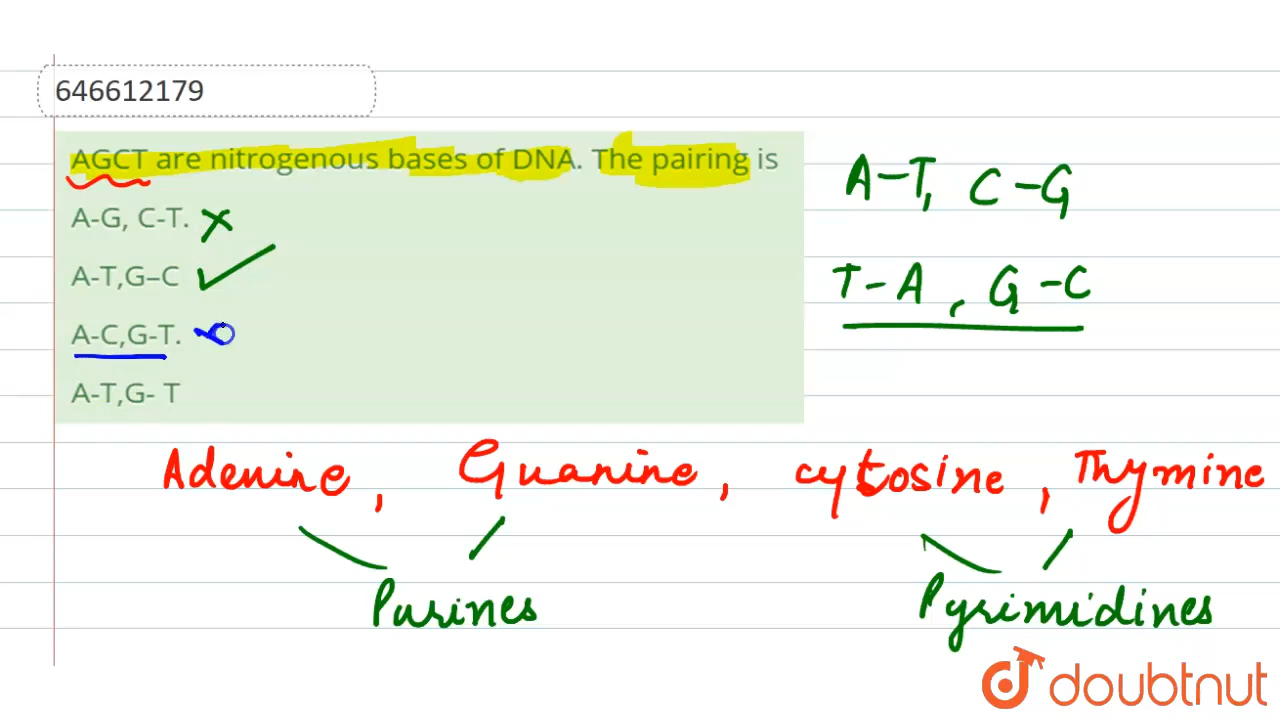 646612179
AGCT are nitrogenous bases of DNA. The pairing is
A-G, C-T.
A-T,G–C
A-C,G-T.
A-T,G- T
A-T, C-G
T-A, G-C
Adenine, Guanine, cytosine, Thymine
Purines Pyrimidines
doubtnut